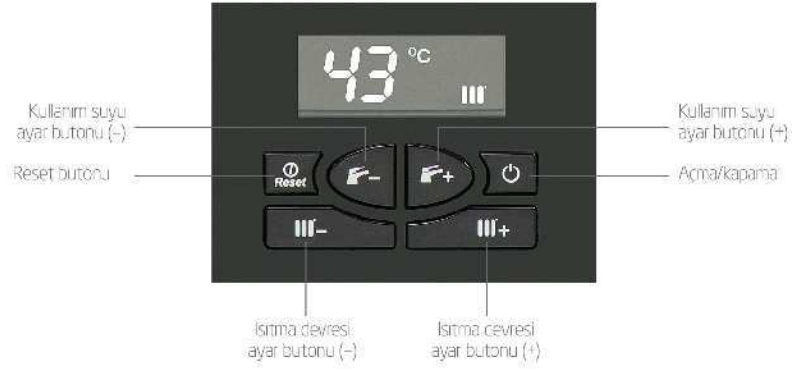 43 °C
Kullanım suyu
ayar butonu (–)
Kullanım suyu
ayar butonu (+)
Reset butonu
Reset
–
+
Açma/kapama
–
+
Isıtma devresi
ayar butonu (–)
Isıtma devresi
ayar butonu (+)